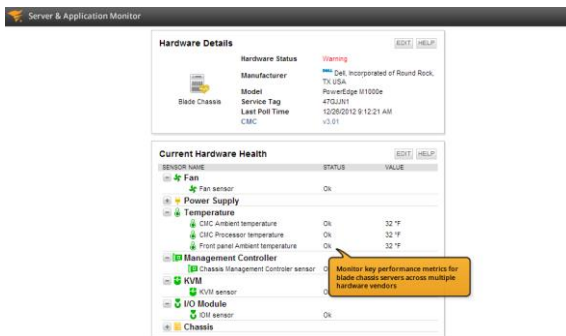 Server & Application Monitor
Hardware Details EDIT HELP
Hardware Status Warning
Manufacturer Dell, Incorporated of Round Rock,
TX USA
Model PowerEdge M1000e
Blade Chassis Service Tag 47GJJN1
Last Poll Time 12/26/2012 9:12:21 AM
CMC v3.01
Current Hardware Health EDIT HELP
SENSOR NAME STATUS VALUE
Fan
Fan sensor Ok
Power Supply
Temperature
CMC Ambient temperature Ok 32 °F
CMC Processor temperature Ok 32 °F
Front panel Ambient temperature Ok 32 °F
Management Controller
Chassis Management Controler sensor
Monitor key performance metrics for
blade chassis servers across multiple
hardware vendors
KVM
KVM sensor
I/O Module
IOM sensor Ok
Chassis